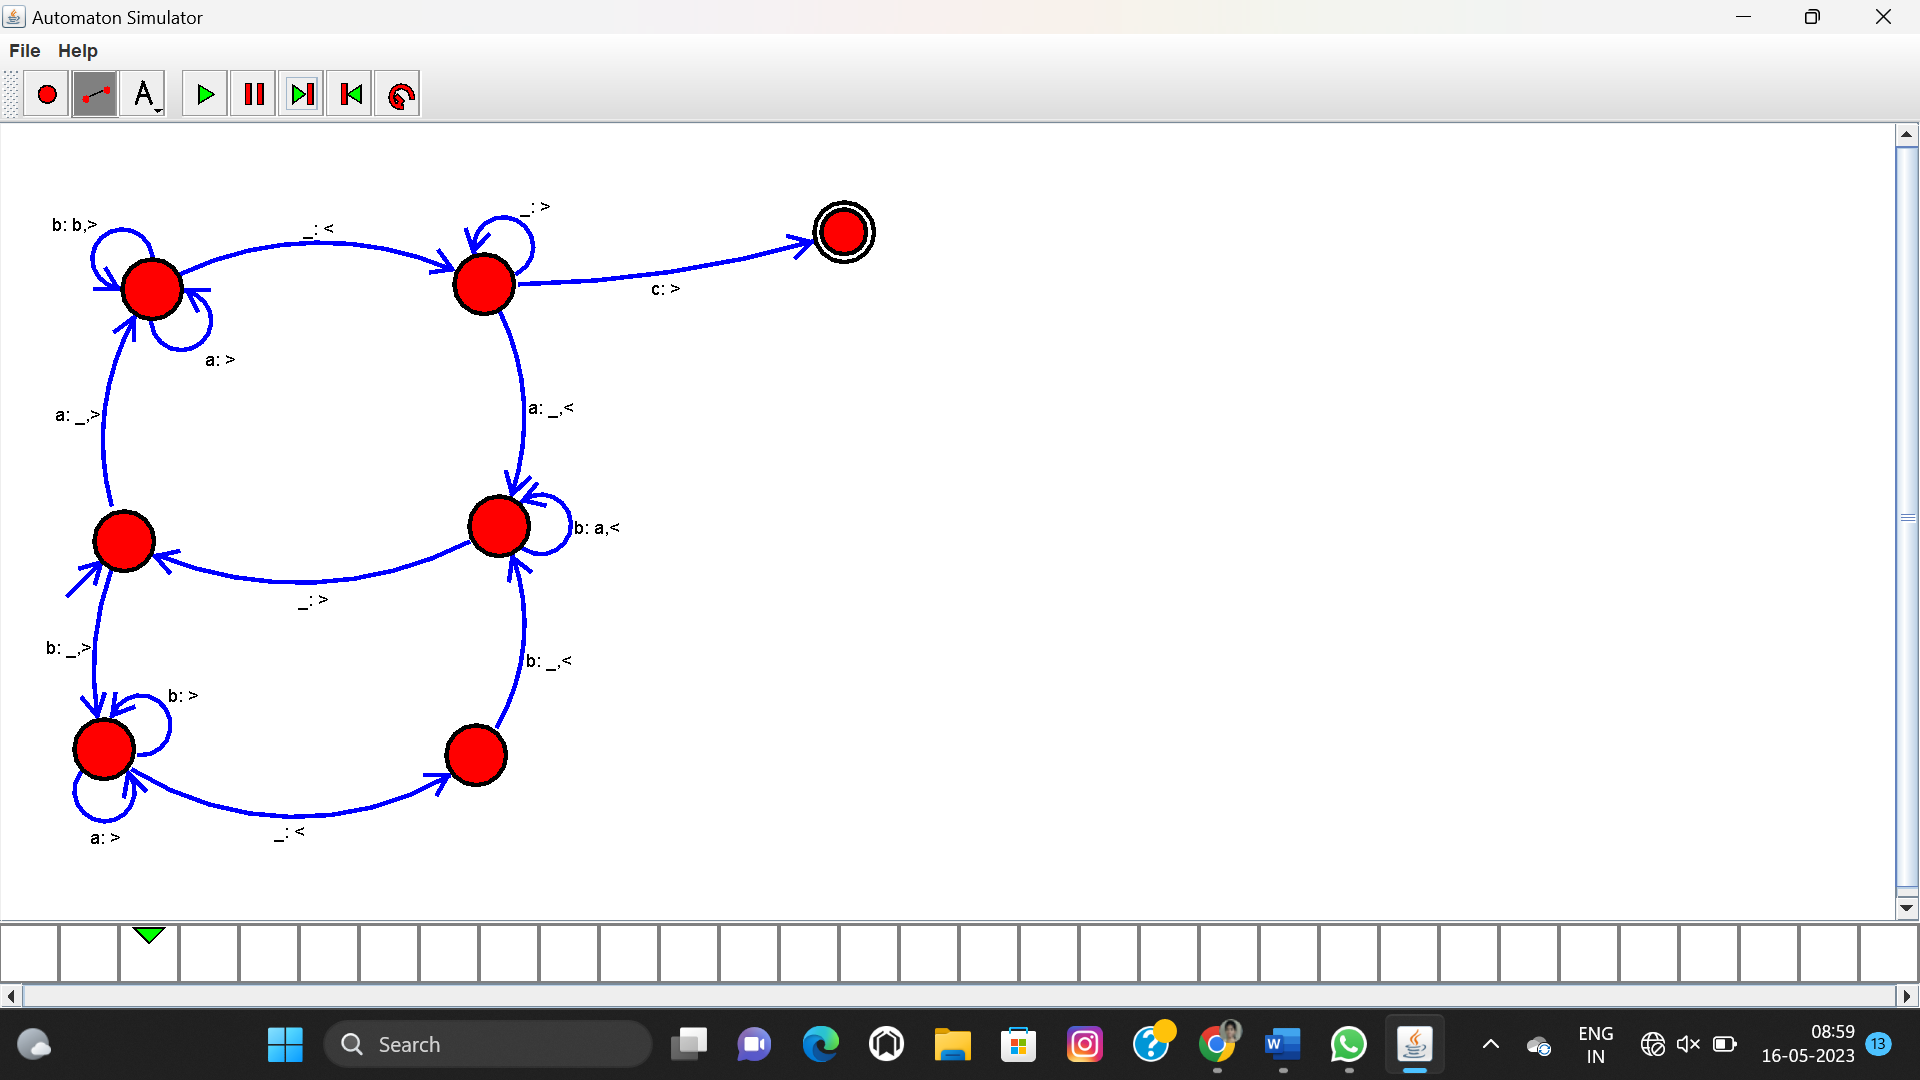 Automaton Simulator
File Help
A
_: >
b: b,>
_: <
c: >
a: >
a: _,<
a: _,>
b: a,<
_: >
b: _,>
b: _,<
b: >
_: <
a: >
Search
ENG
IN
08:59
16-05-2023
13